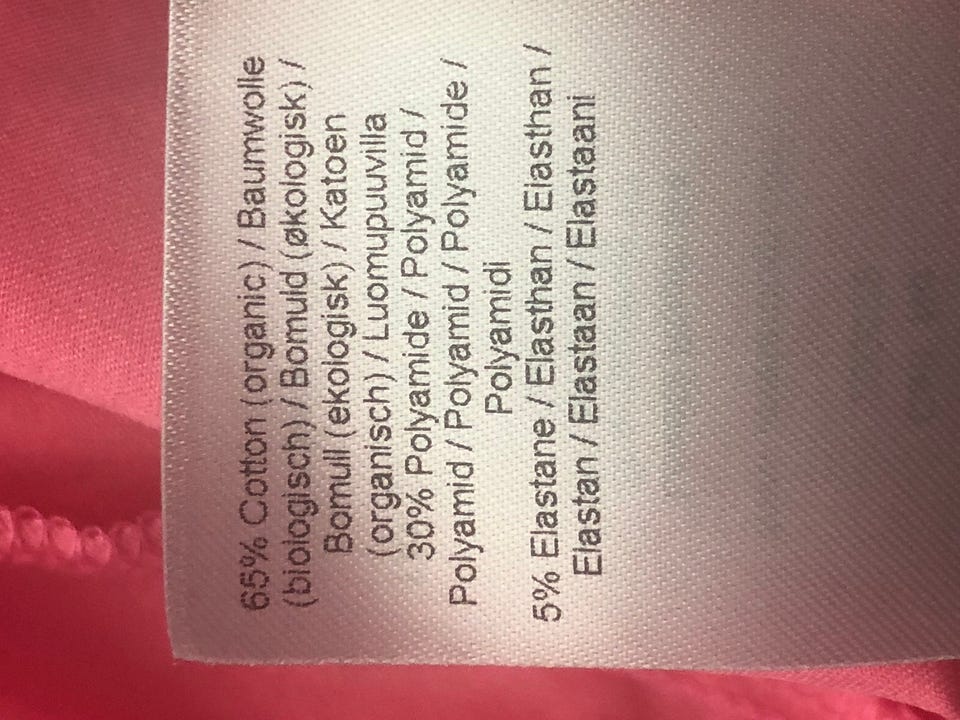 65% Cotton (organic) / Baumwolle
(biologisch) / Bomuld (økologisk) /
Bomull (ekologisk) / Katoen
(organisch) / Luomupuuvilla
30% Polyamide / Polyamid /
Polyamid / Polyamid / Polyamide /
Polyamidi
5% Elastane / Elasthan / Elasthan /
Elastan / Elastaan / Elastaani